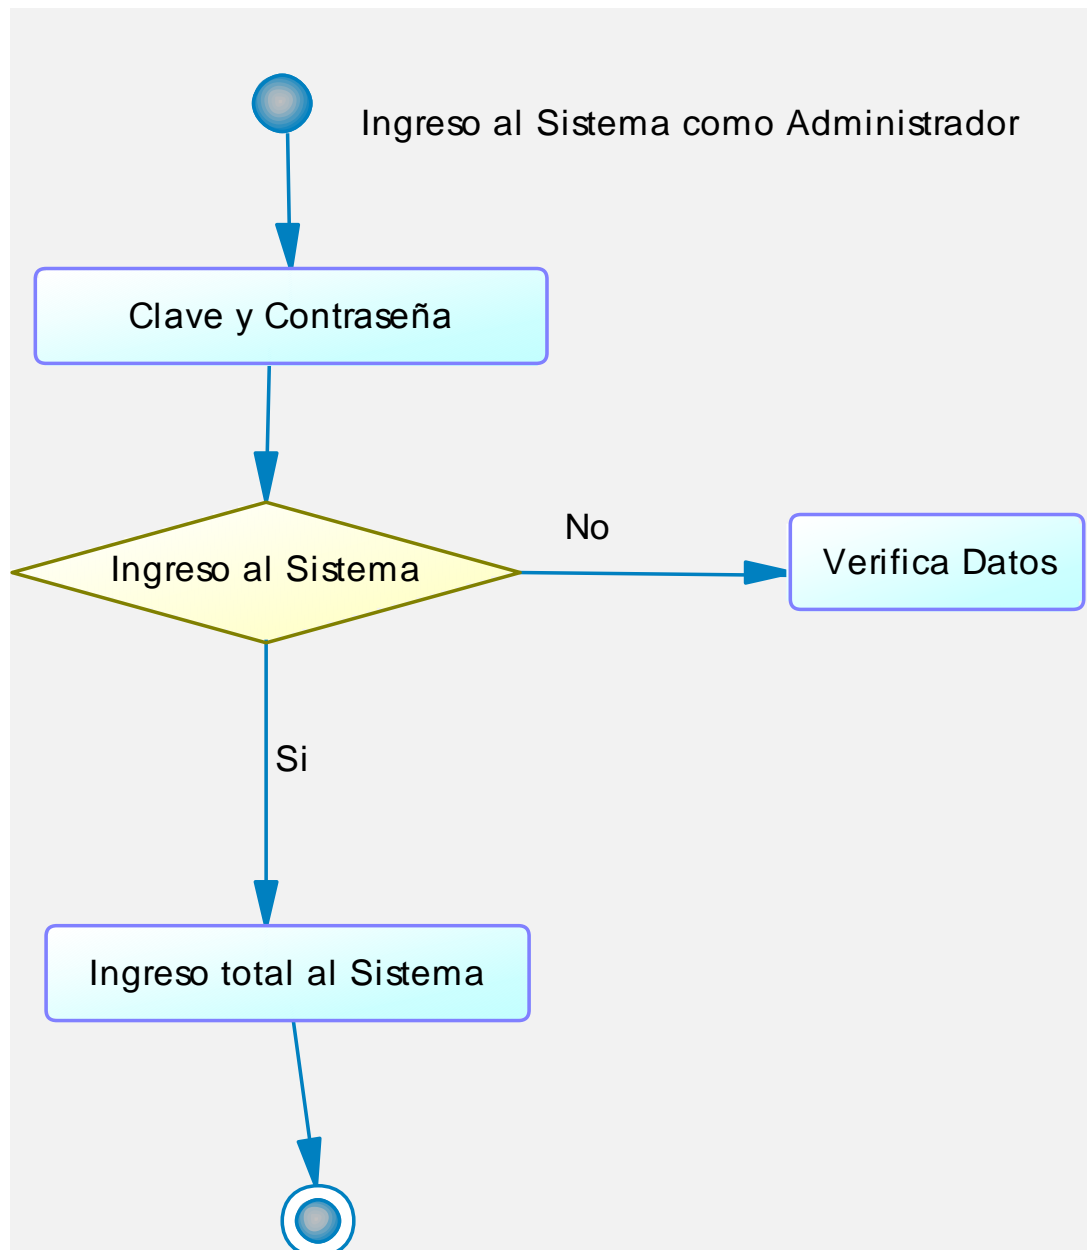 Ingreso al Sistema como Administrador
Clave y Contraseña
Ingreso al Sistema
No
Verifica Datos
Si
Ingreso total al Sistema